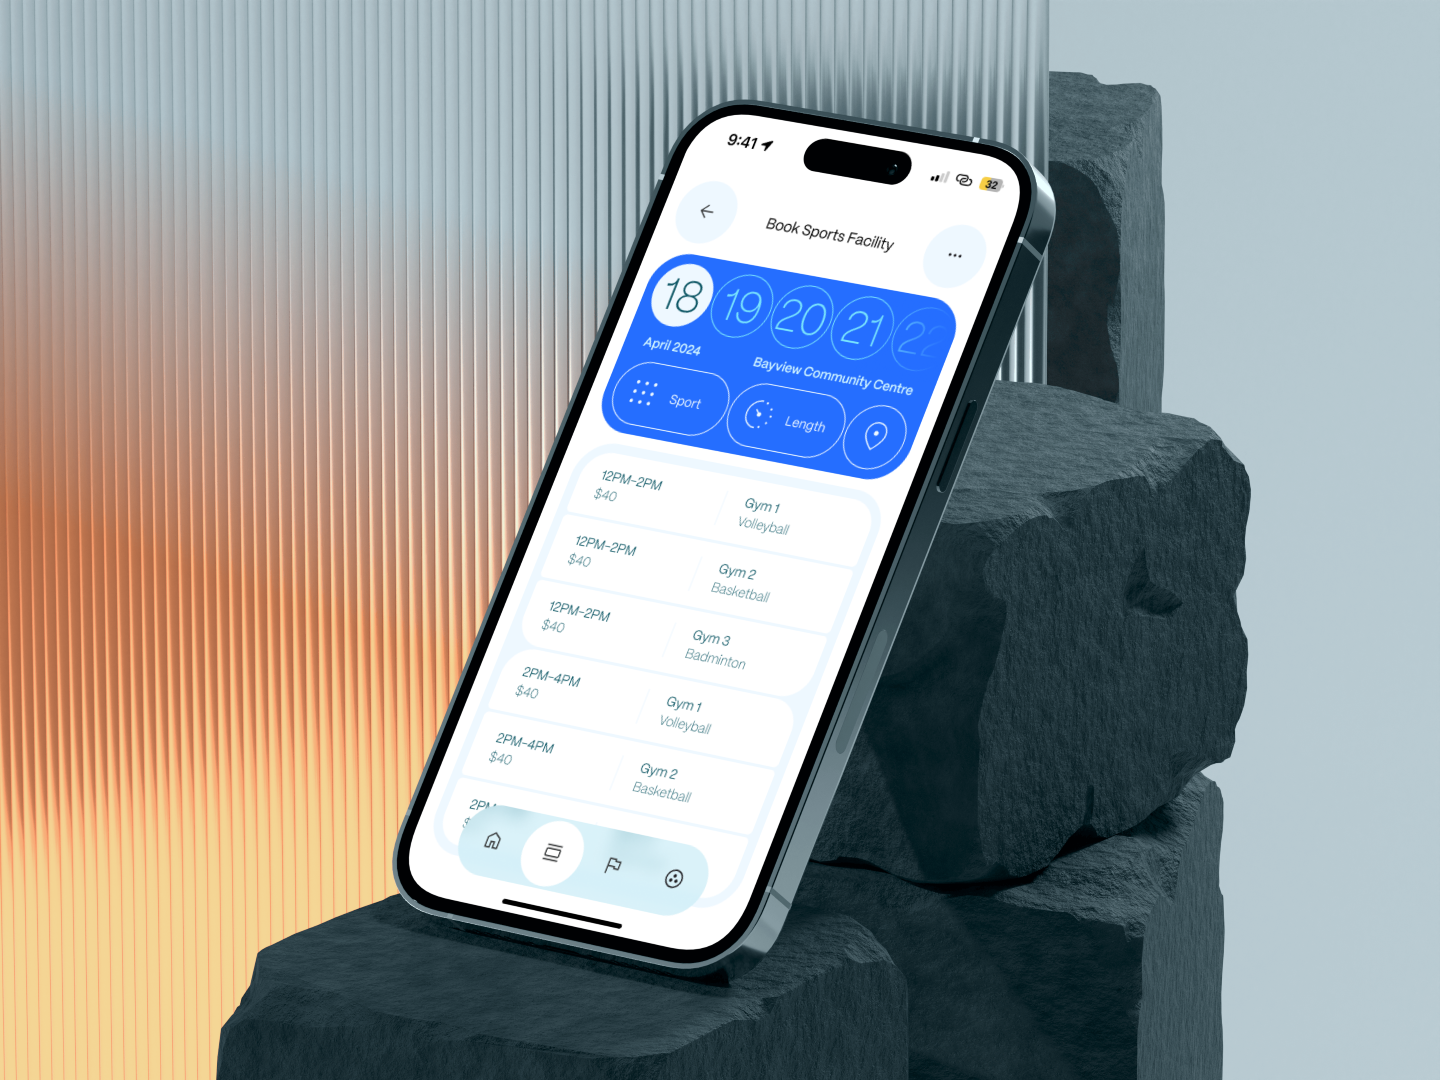 9:41
32
Book Sports Facility
18 19 20 21 22
April 2024
Bayview Community Centre
Sport
Length
12PM–2PM
$40
Gym 1
Volleyball
12PM–2PM
$40
Gym 2
Basketball
12PM–2PM
$40
Gym 3
Badminton
2PM–4PM
$40
Gym 1
Volleyball
2PM–4PM
$40
Gym 2
Basketball
2PM